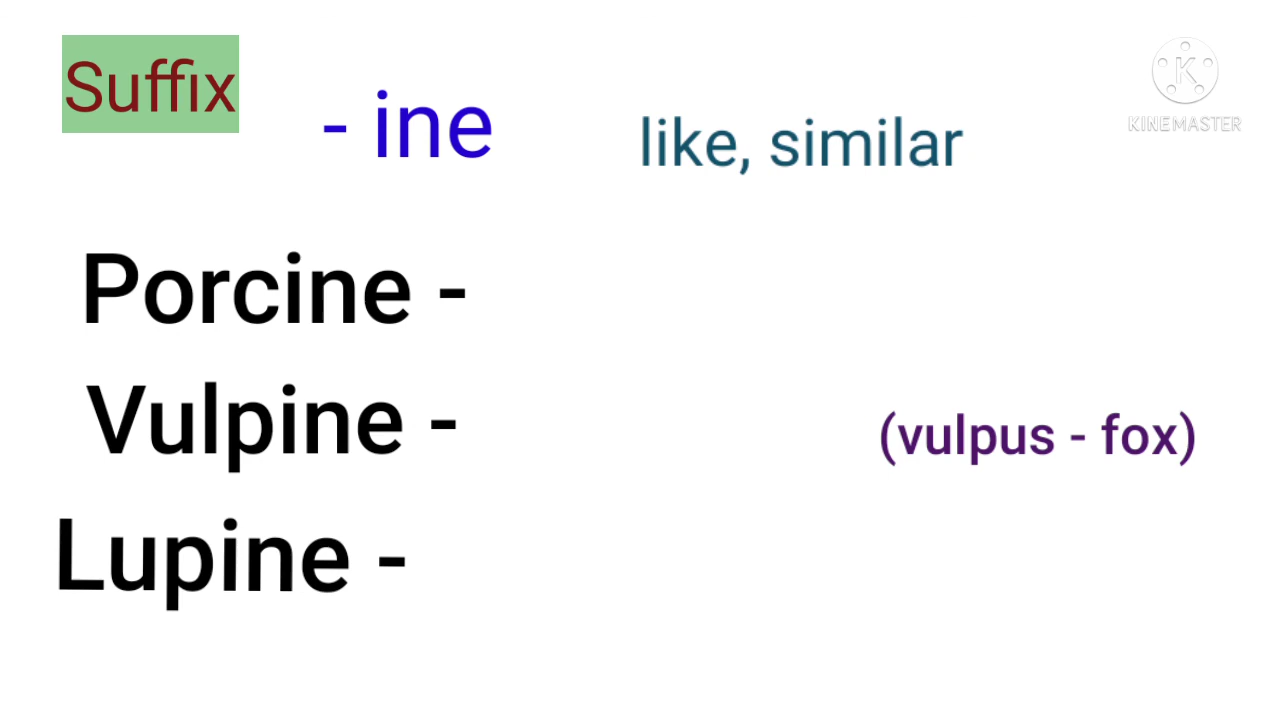 Suffix
- ine
like, similar
KINEMASTER
Porcine -
Vulpine -
(vulpus - fox)
Lupine -